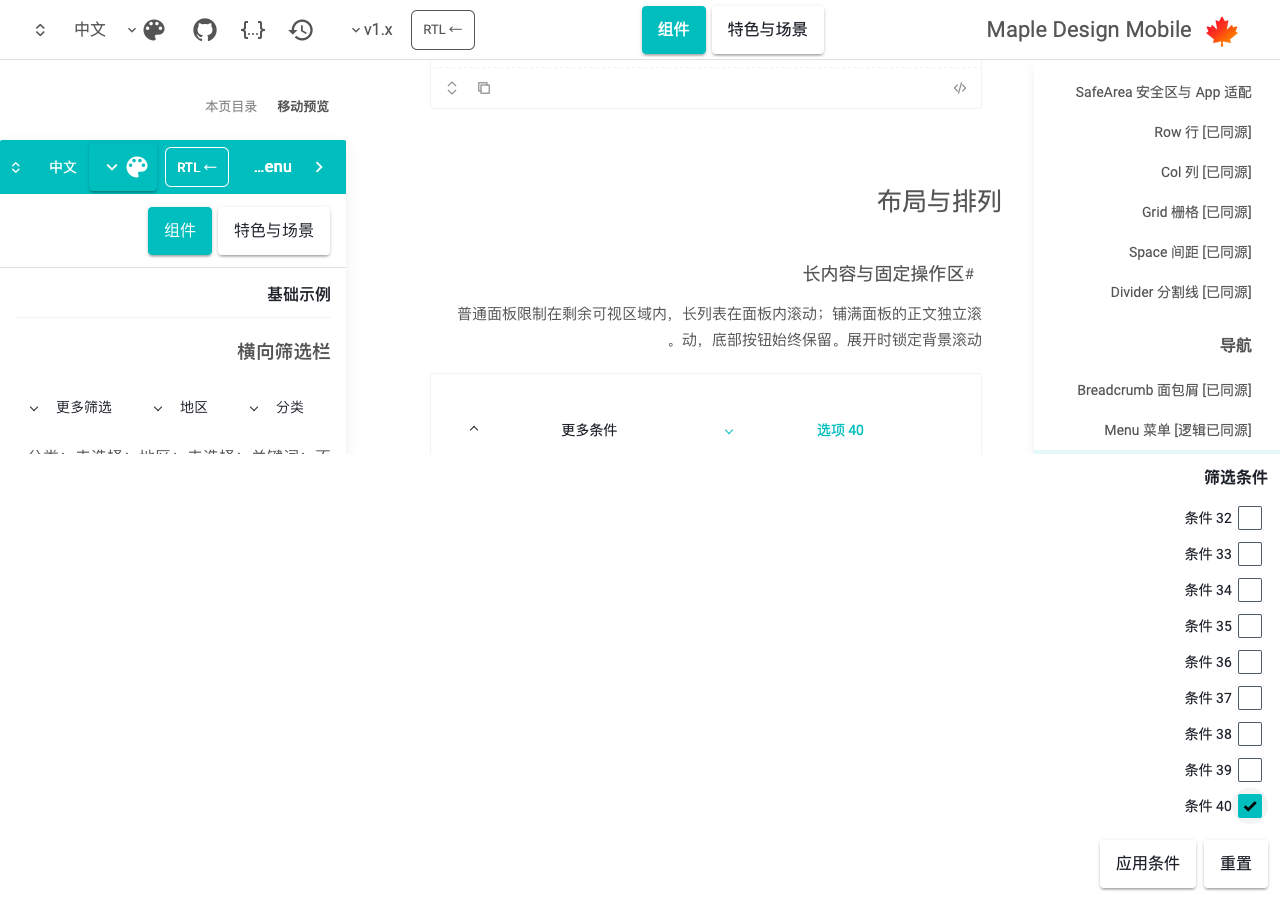 Maple Design Mobile
特色与场景
组件
RTL ←
v1.x
中文
SafeArea 安全区与 App 适配
Row 行 [已同源]
Col 列 [已同源]
Grid 栅格 [已同源]
Space 间距 [已同源]
Divider 分割线 [已同源]
导航
Breadcrumb 面包屑 [已同源]
Menu 菜单 [逻辑已同源]
布局与排列
长内容与固定操作区#
普通面板限制在剩余可视区域内，长列表在面板内滚动；铺满面板的正文独立滚
动，底部按钮始终保留。展开时锁定背景滚动。
选项 40
更多条件
移动预览
本页目录
...enu
RTL ←
中文
特色与场景
组件
基础示例
横向筛选栏
分类
地区
更多筛选
筛选条件
条件 32
条件 33
条件 34
条件 35
条件 36
条件 37
条件 38
条件 39
条件 40
重置
应用条件